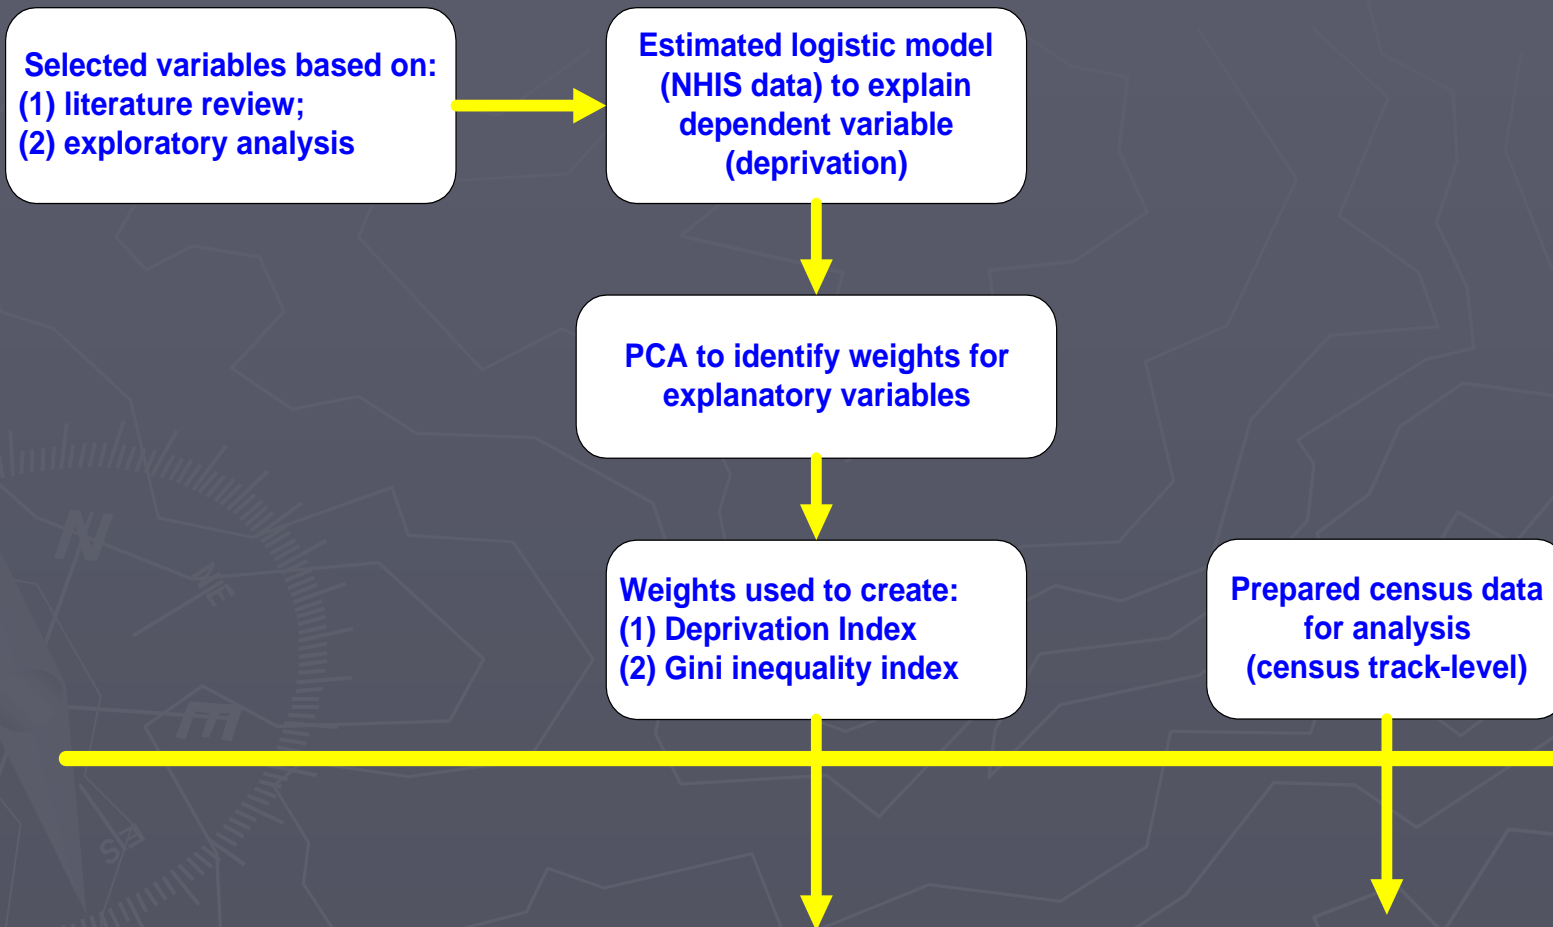 Selected variables based on:
(1) literature review;
(2) exploratory analysis
Estimated logistic model
(NHIS data) to explain
dependent variable
(deprivation)
PCA to identify weights for
explanatory variables
Weights used to create:
(1) Deprivation Index
(2) Gini inequality index
Prepared census data
for analysis
(census track-level)
N
NE
E
SE